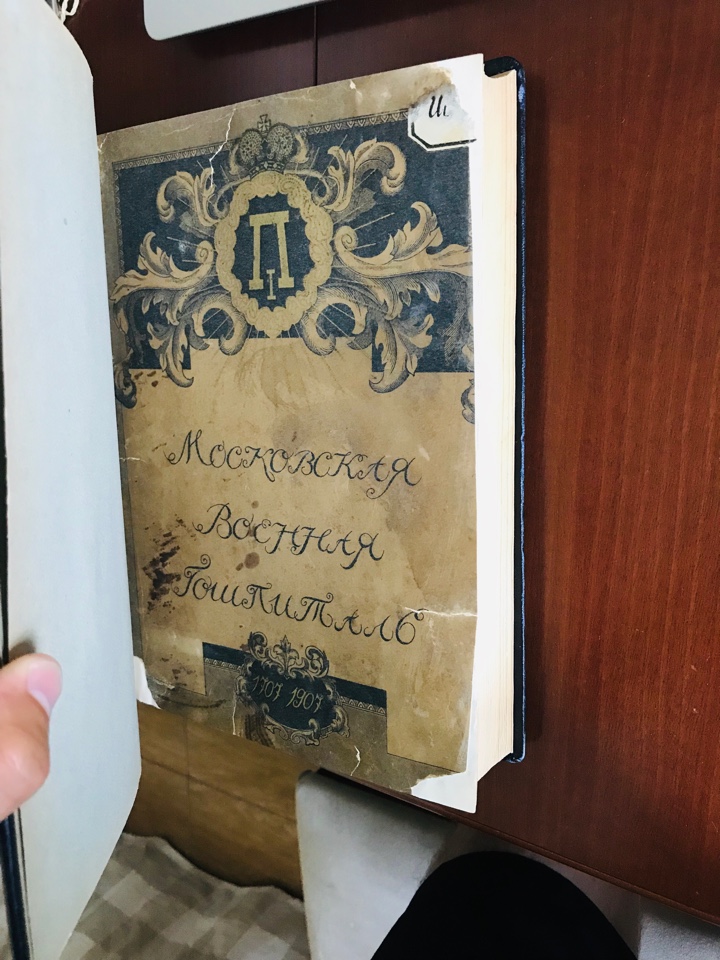 П
I
Московская
Военная
Гошпиталь
1707 1907